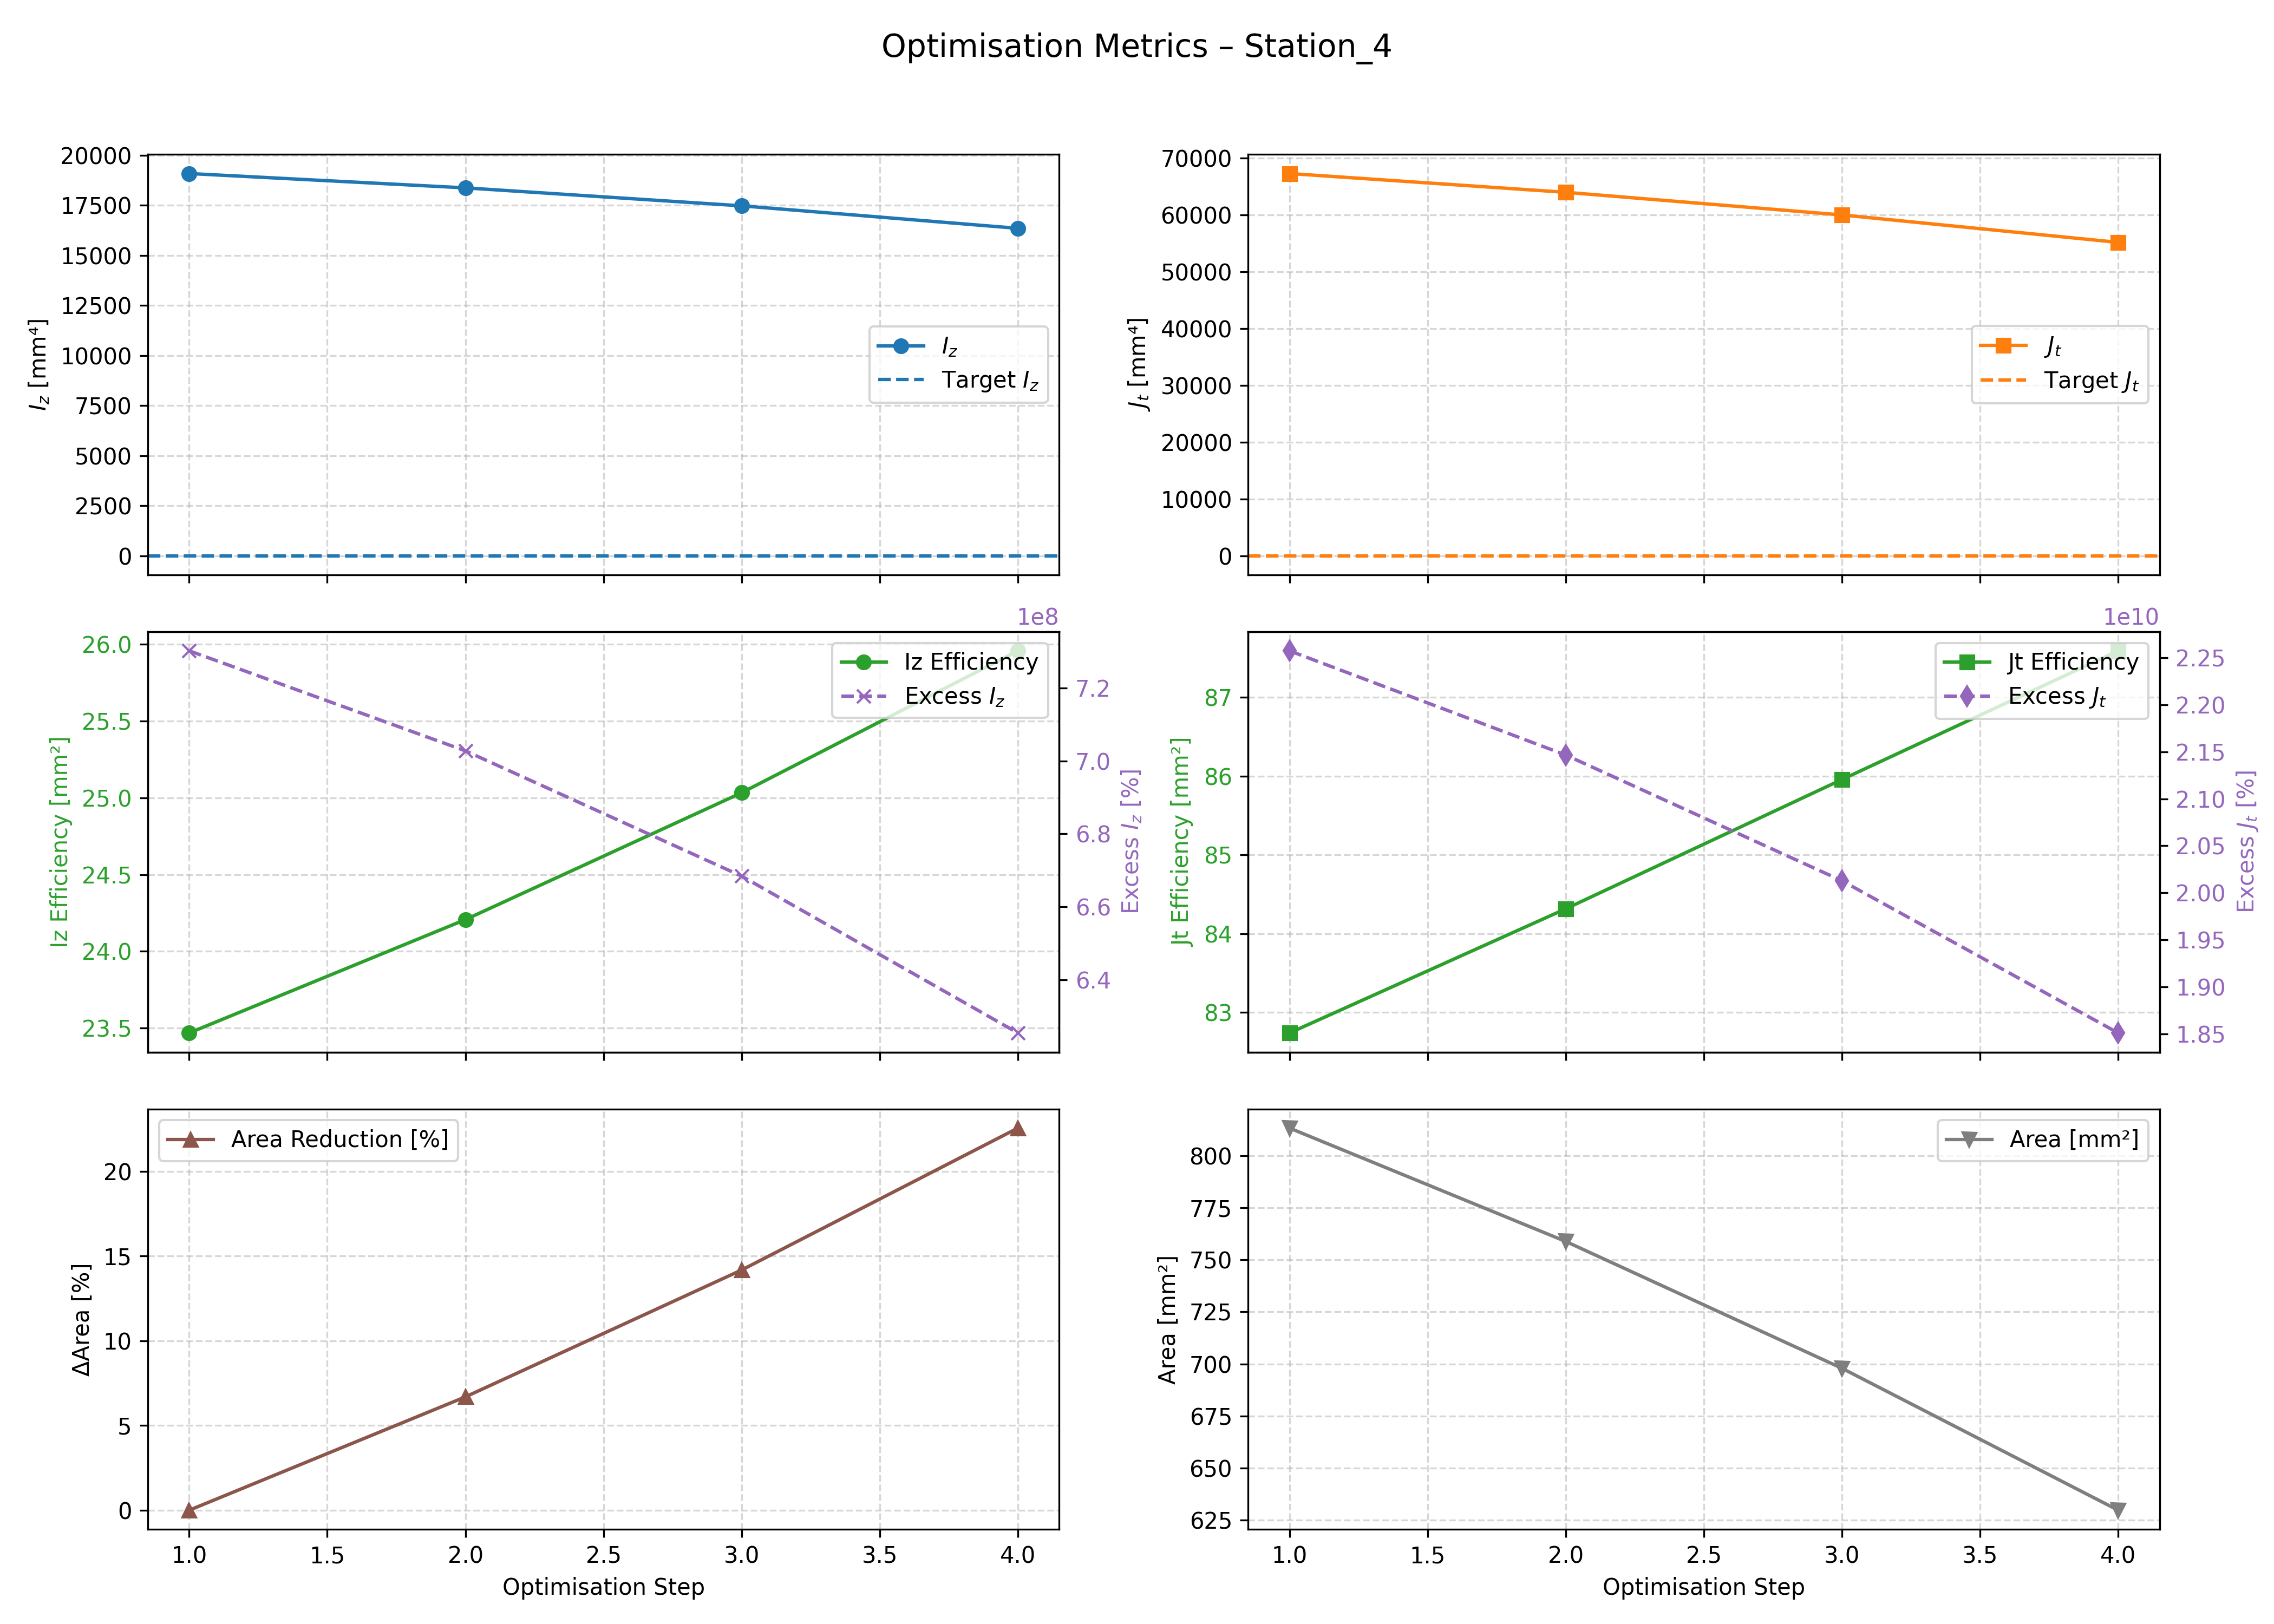 Optimisation Metrics – Station_4
20000
17500
15000
12500
10000
7500
5000
2500
0
I_z [mm⁴]
I_z
Target I_z
70000
60000
50000
40000
30000
20000
10000
0
J_t [mm⁴]
J_t
Target J_t
1e8
26.0
25.5
25.0
24.5
24.0
23.5
Iz Efficiency [mm²]
Iz Efficiency
Excess I_z
7.2
7.0
6.8
6.6
6.4
Excess I_z [%]
1e10
87
86
85
84
83
Jt Efficiency [mm²]
Jt Efficiency
Excess J_t
2.25
2.20
2.15
2.10
2.05
2.00
1.95
1.90
1.85
Excess J_t [%]
Area Reduction [%]
20
15
10
5
0
ΔArea [%]
1.0 1.5 2.0 2.5 3.0 3.5 4.0
Optimisation Step
Area [mm²]
800
775
750
725
700
675
650
625
Area [mm²]
1.0 1.5 2.0 2.5 3.0 3.5 4.0
Optimisation Step